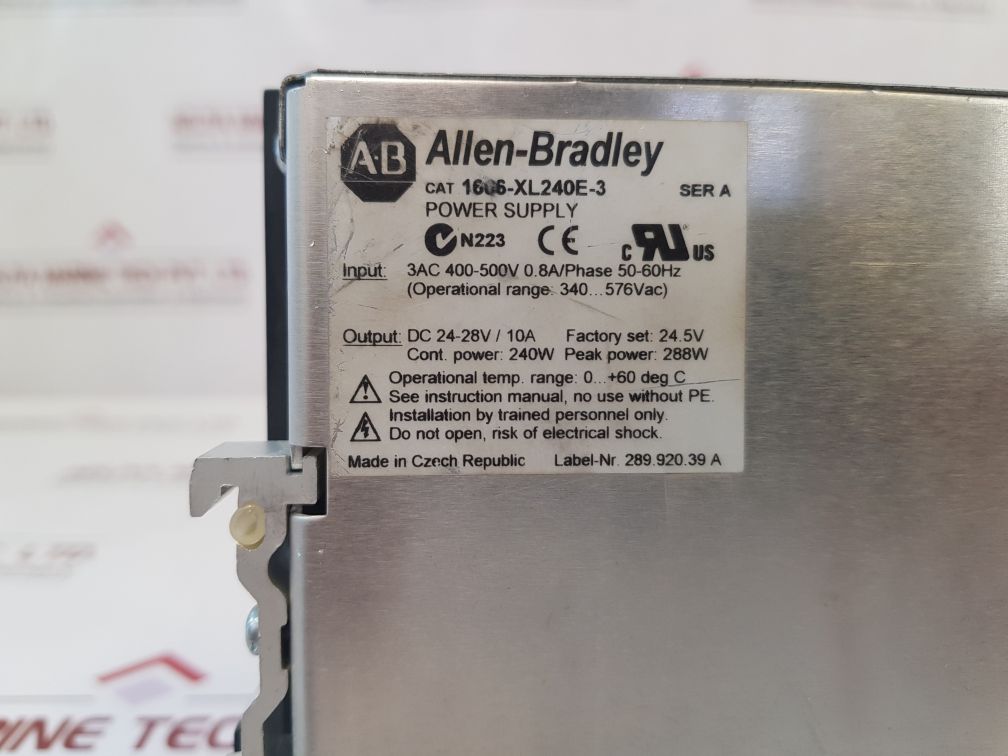 A·B Allen-Bradley
CAT 1606-XL240E-3 SER A
POWER SUPPLY
N223 CE C RU US
Input: 3AC 400-500V 0.8A/Phase 50-60Hz
(Operational range: 340...576Vac)
Output: DC 24-28V / 10A Factory set: 24.5V
Cont. power: 240W Peak power: 288W
Operational temp. range: 0...+60 deg C
See instruction manual, no use without PE.
Installation by trained personnel only.
Do not open, risk of electrical shock.
Made in Czech Republic Label-Nr. 289.920.39 A
RINE TEC